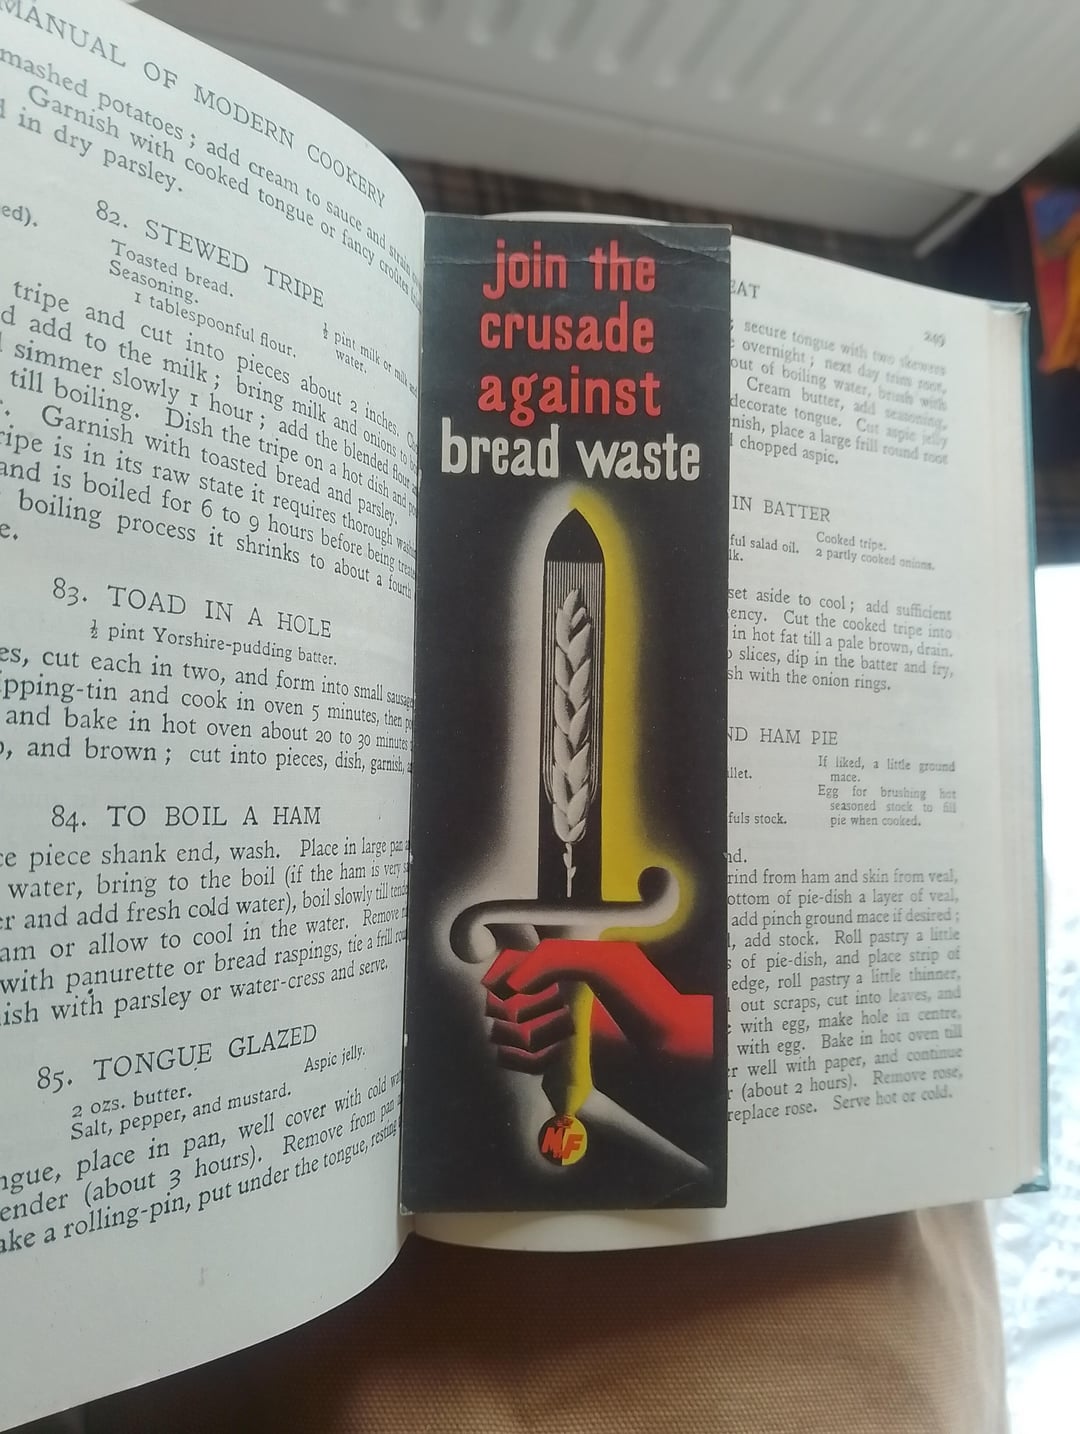 MANUAL OF MODERN COOKERY
mashed potatoes; add cream to sauce and strain
Garnish with cooked tongue or fancy croûtes
in dry parsley.
ed).
82. STEWED TRIPE
Toasted bread.
Seasoning.
1 tablespoonful flour.
½ pint milk or milk and
water.
tripe and cut into pieces about 2 inches.
d add to the milk; bring milk and onions to
simmer slowly 1 hour; add the blended flour
till boiling. Dish the tripe on a hot dish and
Garnish with toasted bread and parsley.
ripe is in its raw state it requires thorough
and is boiled for 6 to 9 hours before being
boiling process it shrinks to about a fourth
e.
83. TOAD IN A HOLE
½ pint Yorshire-pudding batter.
es, cut each in two, and form into small sausage
pping-tin and cook in oven 5 minutes, then
and bake in hot oven about 20 to 30 minutes
, and brown; cut into pieces, dish, garnish,
84. TO BOIL A HAM
ce piece shank end, wash. Place in large pan
water, bring to the boil (if the ham is very
er and add fresh cold water), boil slowly till
am or allow to cool in the water. Remove
with panurette or bread raspings, tie a frill
ish with parsley or water-cress and serve.
85. TONGUE GLAZED
2 ozs. butter.
Salt, pepper, and mustard.
Aspic jelly.
ngue, place in pan, well cover with cold
ender (about 3 hours). Remove from pan
ake a rolling-pin, put under the tongue, resting
join the
crusade
against
bread waste
MF
EAT
249
; secure tongue with two skewers
overnight; next day trim root,
out of boiling water, brush with
Cream butter, add seasoning,
decorate tongue. Cut aspic jelly
nish, place a large frill round root
chopped aspic.
IN BATTER
ful salad oil.
lk.
Cooked tripe.
2 partly cooked onions.
set aside to cool; add sufficient
ency. Cut the cooked tripe into
in hot fat till a pale brown, drain.
slices, dip in the batter and fry,
sh with the onion rings.
ND HAM PIE
illet.
fuls stock.
If liked, a little ground
mace.
Egg for brushing hot
seasoned stock to fill
pie when cooked.
nd.
rind from ham and skin from veal,
ottom of pie-dish a layer of veal,
add pinch ground mace if desired;
, add stock. Roll pastry a little
s of pie-dish, and place strip of
edge, roll pastry a little thinner,
out scraps, cut into leaves, and
with egg, make hole in centre,
with egg. Bake in hot oven till
er well with paper, and continue
r (about 2 hours). Remove rose,
replace rose. Serve hot or cold.